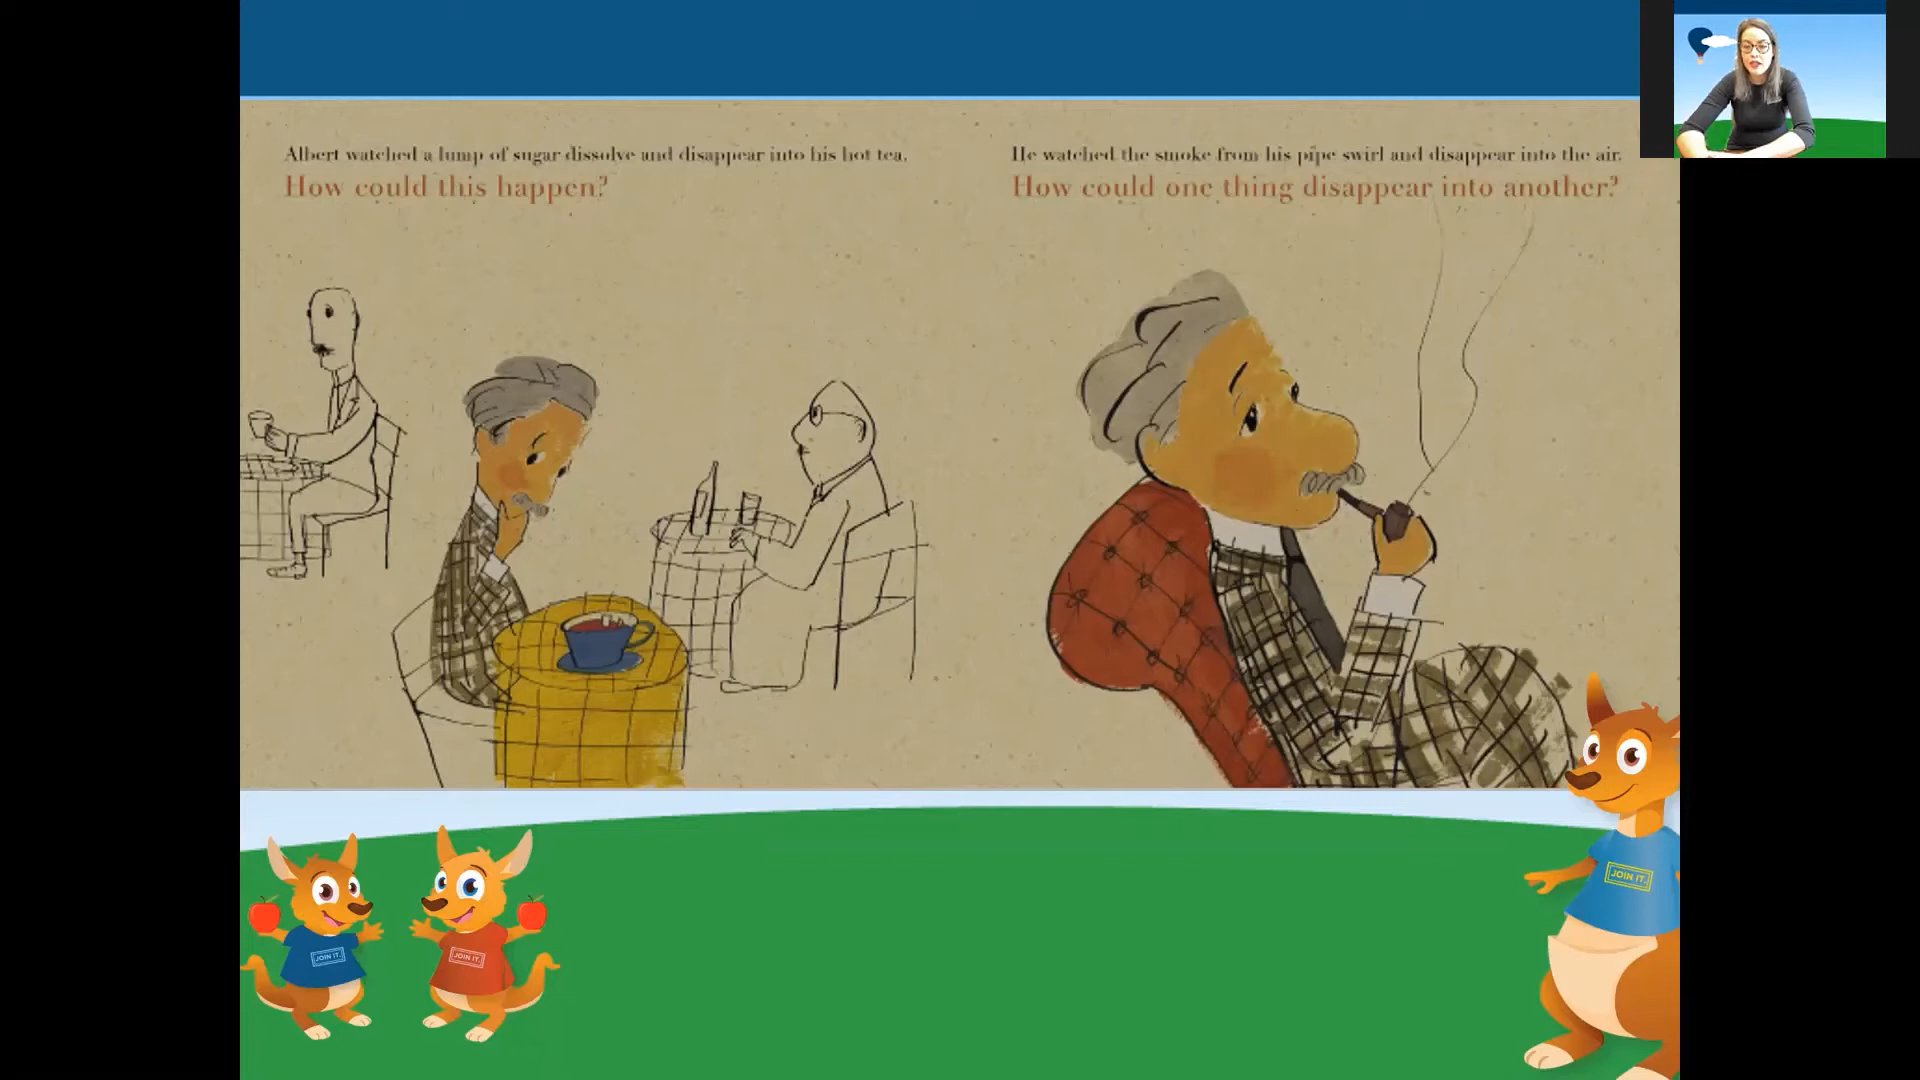 Albert watched a lump of sugar dissolve and disappear into his hot tea.
How could this happen?
He watched the smoke from his pipe swirl and disappear into the air.
How could one thing disappear into another?
JOIN IT.
JOIN IT.
JOIN IT.